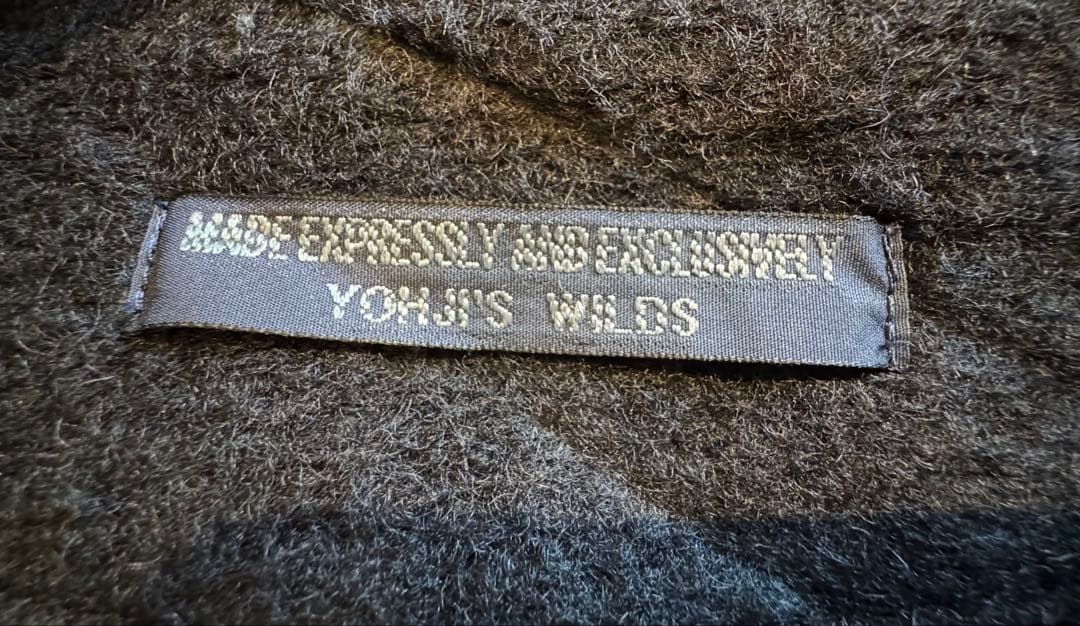 MADE EXPRESSLY AND EXCLUSIVELY
YOHJI'S WILDS